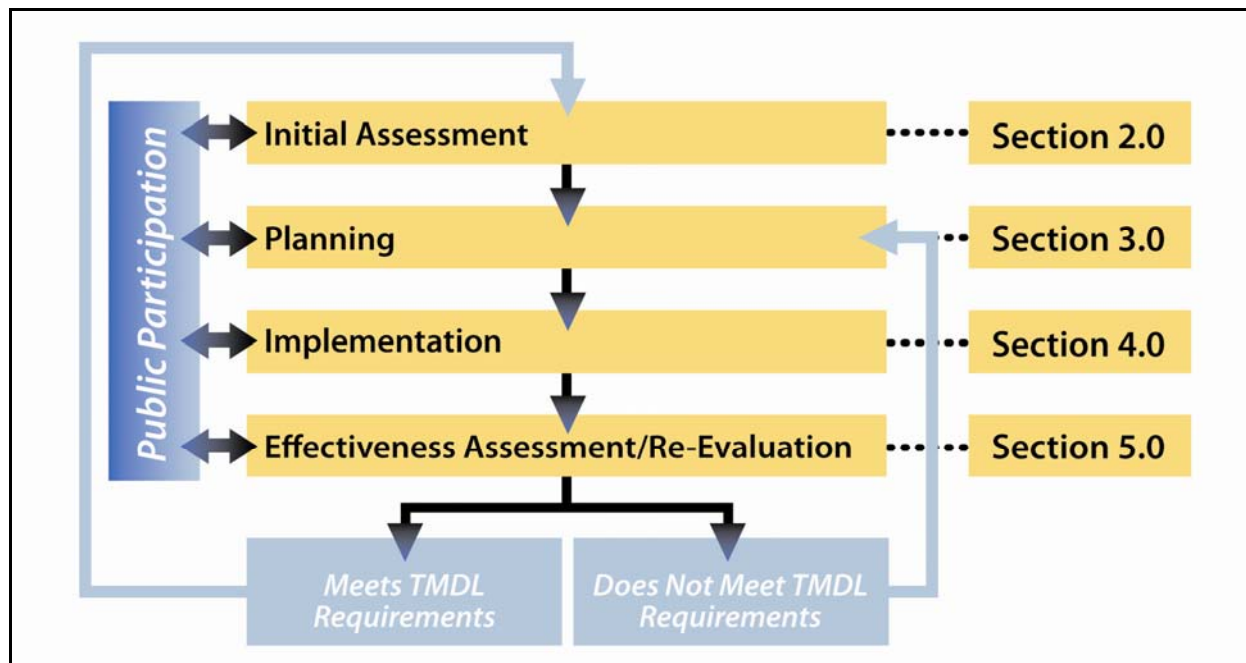 Public Participation
Initial Assessment
Section 2.0
Planning
Section 3.0
Implementation
Section 4.0
Effectiveness Assessment/Re-Evaluation
Section 5.0
Meets TMDL
Requirements
Does Not Meet TMDL
Requirements